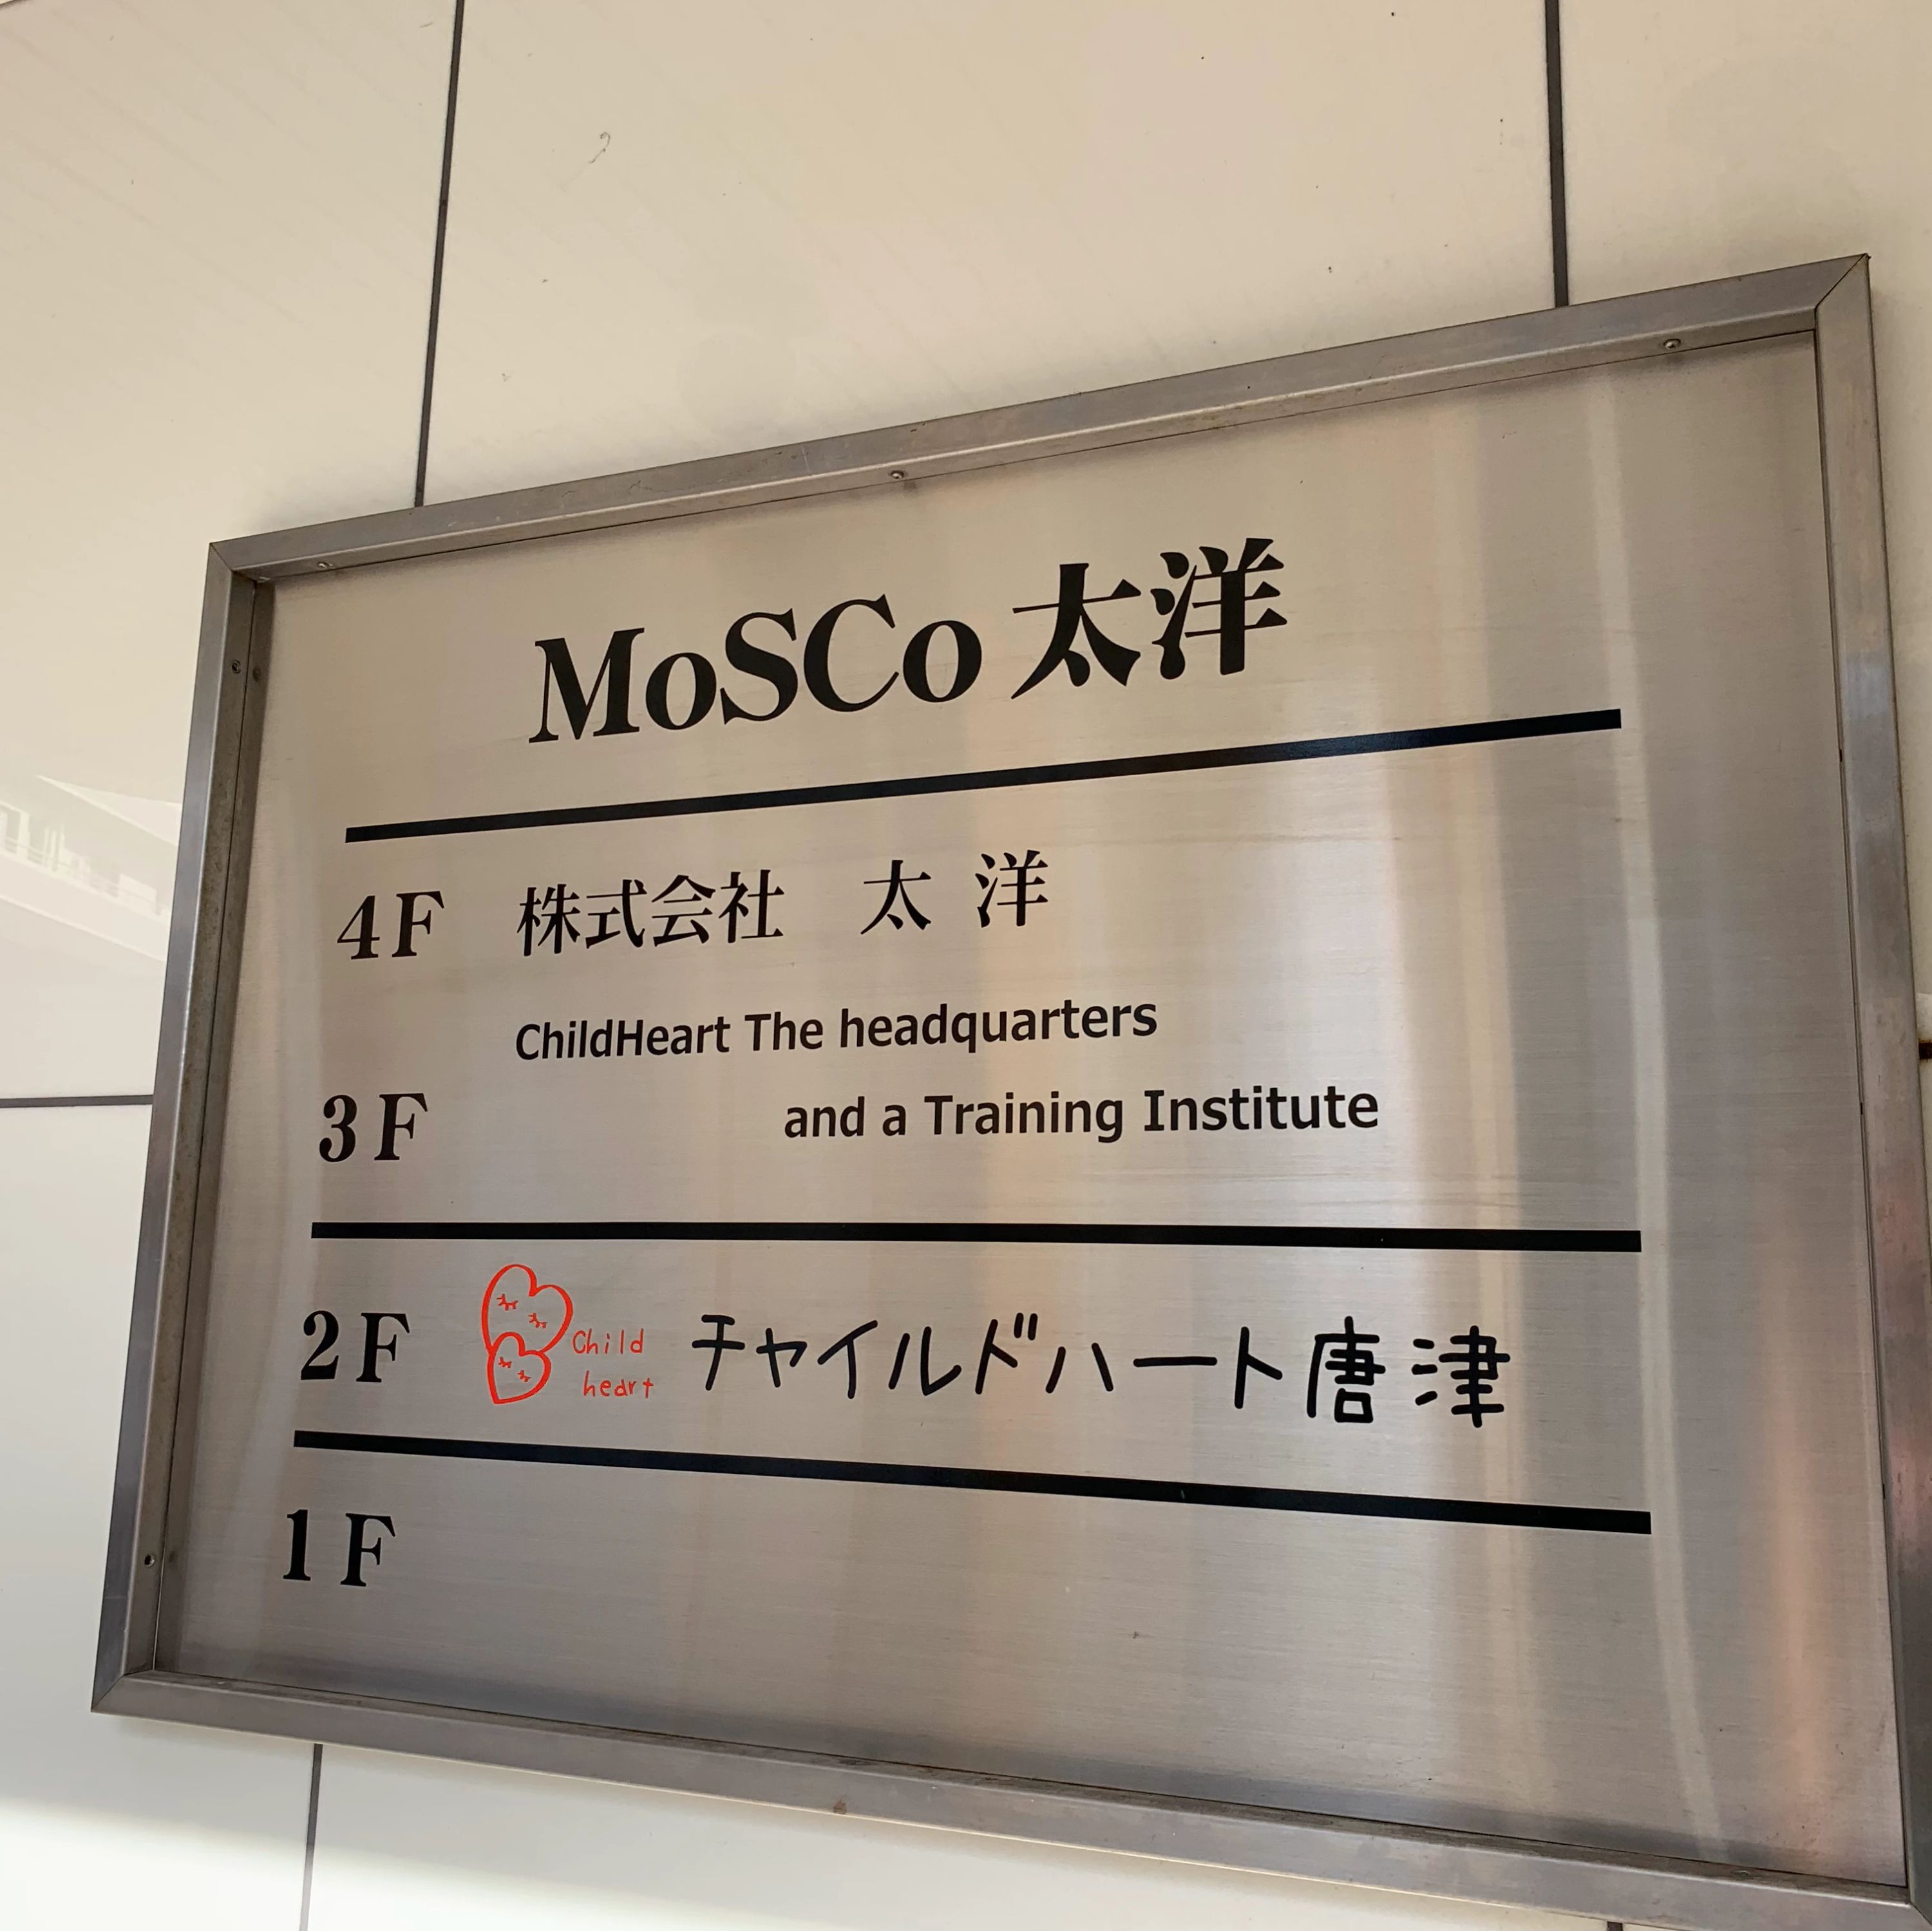 MoSCo 太洋
4F 株式会社 太 洋
ChildHeart The headquarters
3F and a Training Institute
2F Child heart チャイルドハート唐津
1F